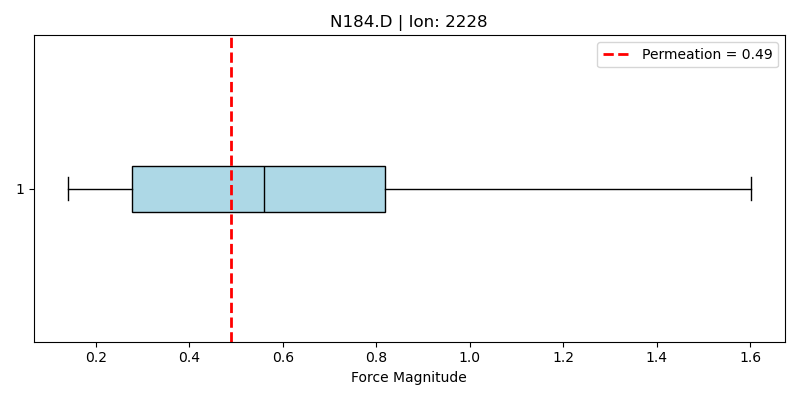 N184.D | Ion: 2228
Permeation = 0.49
1
0.2 0.4 0.6 0.8 1.0 1.2 1.4 1.6
Force Magnitude